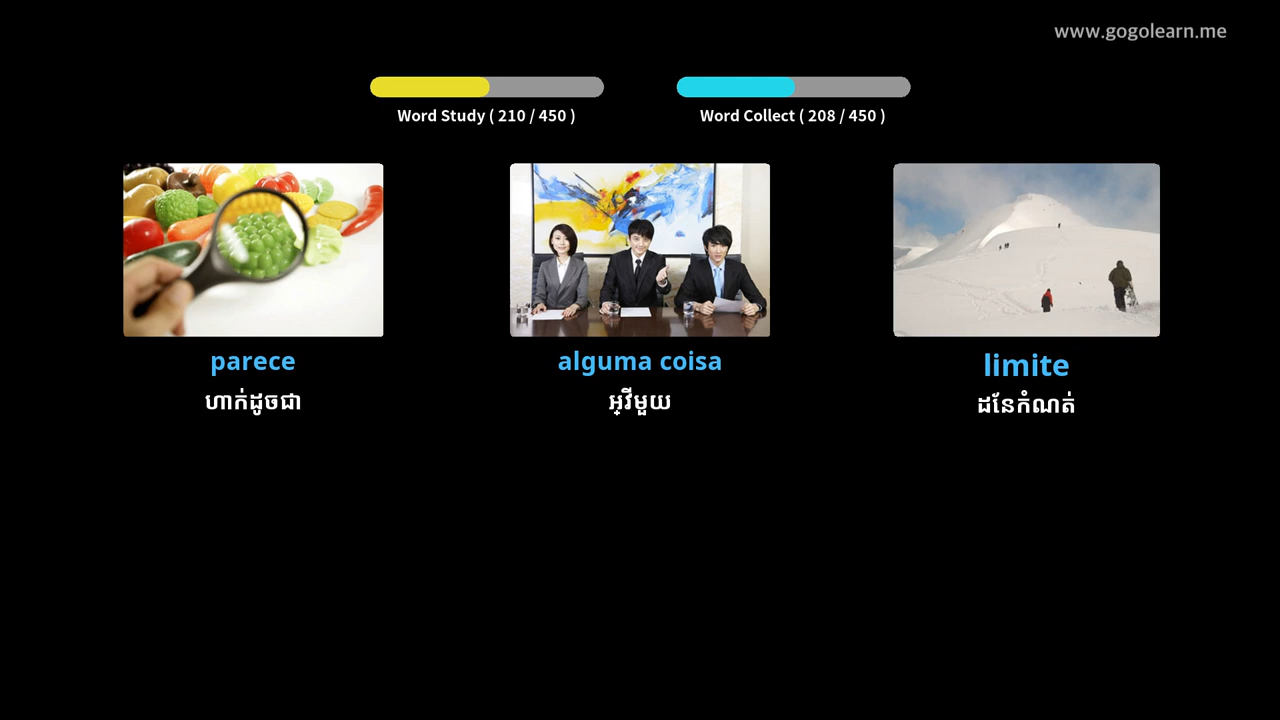 www.gogolearn.me
Word Study ( 210 / 450 )
Word Collect ( 208 / 450 )
parece
ហាក់ដូចជា
alguma coisa
អ្វីមួយ
limite
ដែនកំណត់